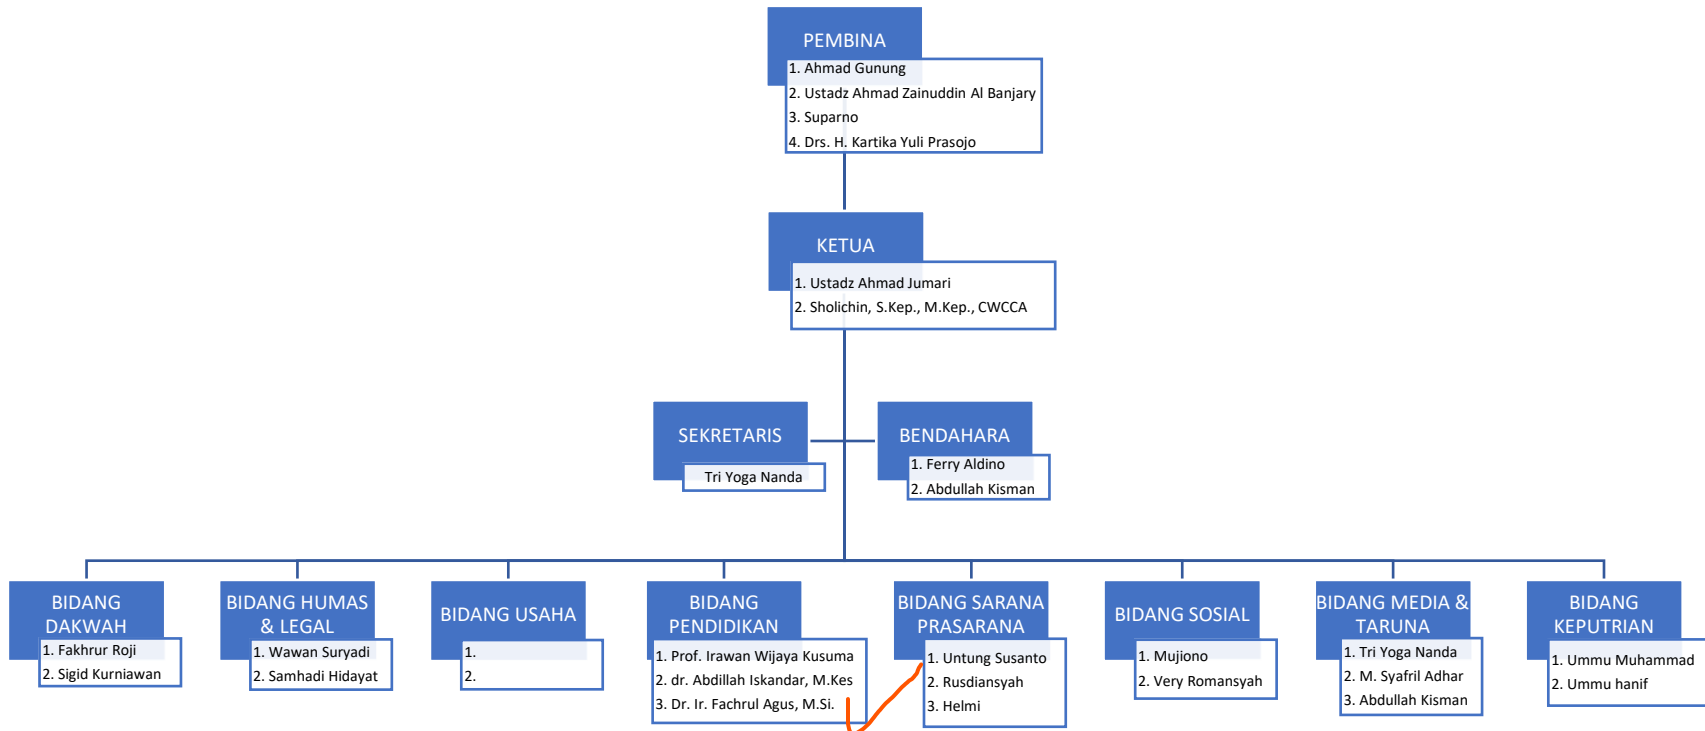 PEMBINA
1. Ahmad Gunung
2. Ustadz Ahmad Zainuddin Al Banjary
3. Suparno
4. Drs. H. Kartika Yuli Prasojo
KETUA
1. Ustadz Ahmad Jumari
2. Sholichin, S.Kep., M.Kep., CWCCA
SEKRETARIS
Tri Yoga Nanda
BENDAHARA
1. Ferry Aldino
2. Abdullah Kisman
BIDANG
DAKWAH
1. Fakhrur Roji
2. Sigid Kurniawan
BIDANG HUMAS
& LEGAL
1. Wawan Suryadi
2. Samhadi Hidayat
BIDANG USAHA
1.
2.
BIDANG
PENDIDIKAN
1. Prof. Irawan Wijaya Kusuma
2. dr. Abdillah Iskandar, M.Kes
3. Dr. Ir. Fachrul Agus, M.Si.
BIDANG SARANA
PRASARANA
1. Untung Susanto
2. Rusdiansyah
3. Helmi
BIDANG SOSIAL
1. Mujiono
2. Very Romansyah
BIDANG MEDIA &
TARUNA
1. Tri Yoga Nanda
2. M. Syafril Adhar
3. Abdullah Kisman
BIDANG
KEPUTRIAN
1. Ummu Muhammad
2. Ummu hanif